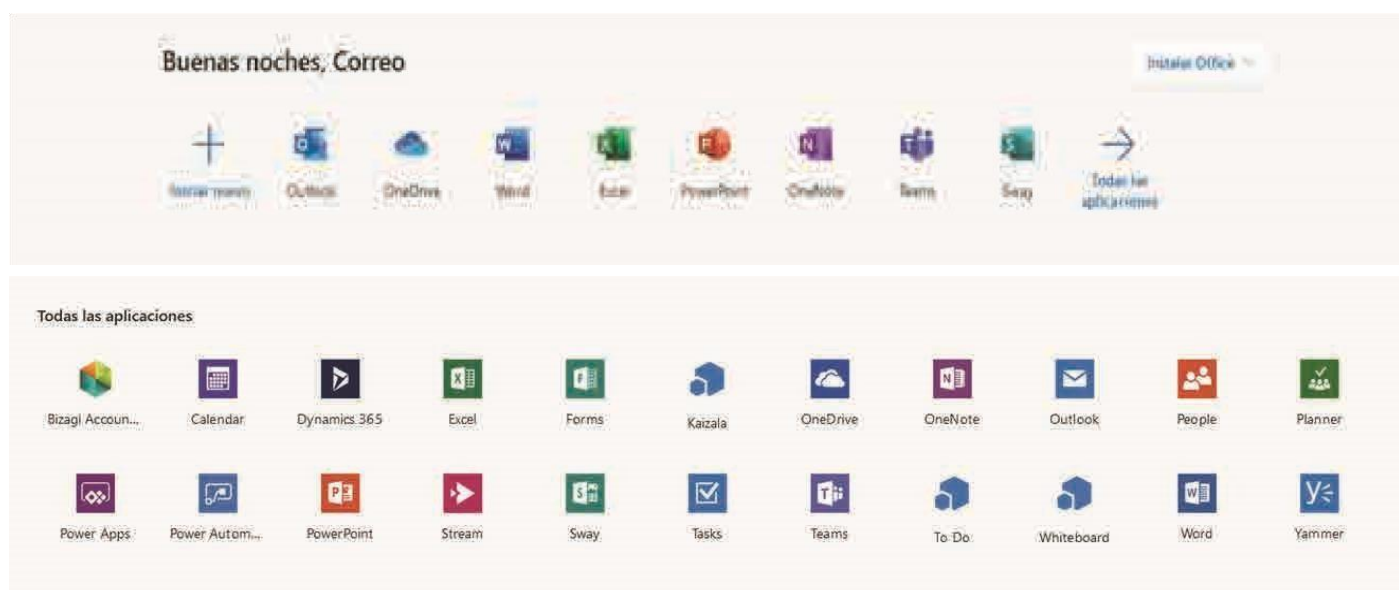 Buenas noches, Correo
Instalar Office
Iniciar nuevo
Outlook
OneDrive
Word
Excel
PowerPoint
OneNote
Teams
Sway
Todas las
aplicaciones
Todas las aplicaciones
Bizagi Accoun...
Calendar
Dynamics 365
Excel
Forms
Kaizala
OneDrive
OneNote
Outlook
People
Planner
Power Apps
Power Autom...
PowerPoint
Stream
Sway
Tasks
Teams
To Do
Whiteboard
Word
Yammer